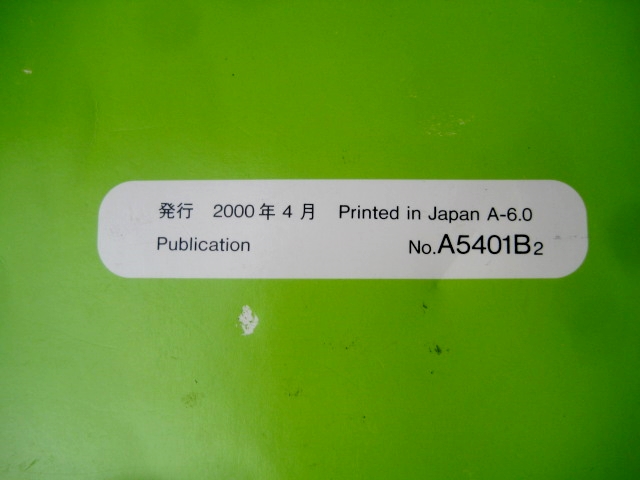 発行 2000年4月 Printed in Japan A-6.0
Publication No.A5401B2